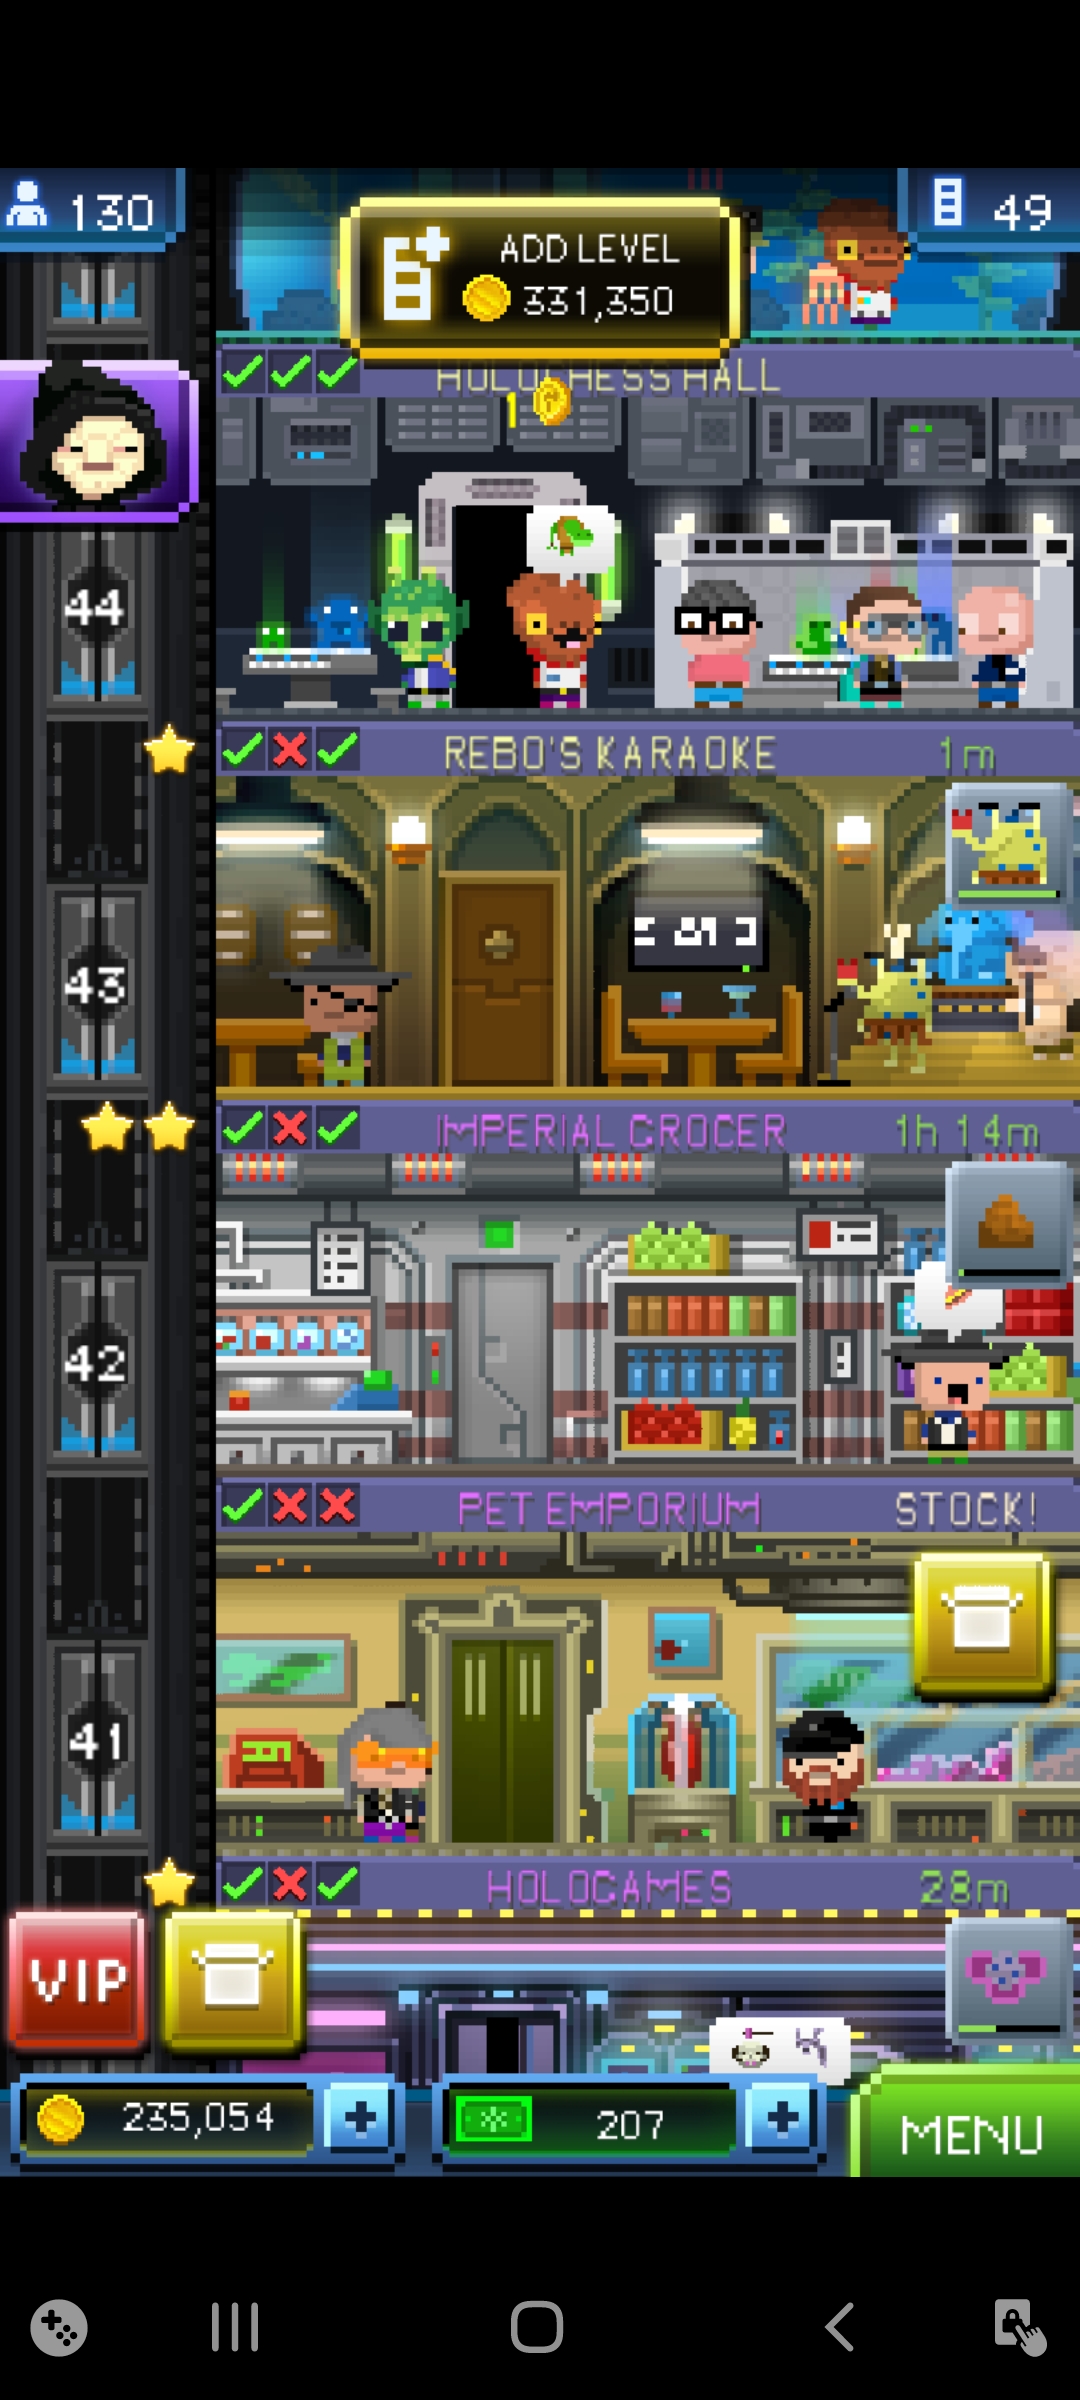 130
49
ADD LEVEL
331,350
HOLOCHESS HALL
1
44
REBO'S KARAOKE
1m
43
IMPERIAL GROCER
1h 14m
42
PET EMPORIUM
STOCK!
41
HOLOGAMES
28m
VIP
235,054
207
MENU